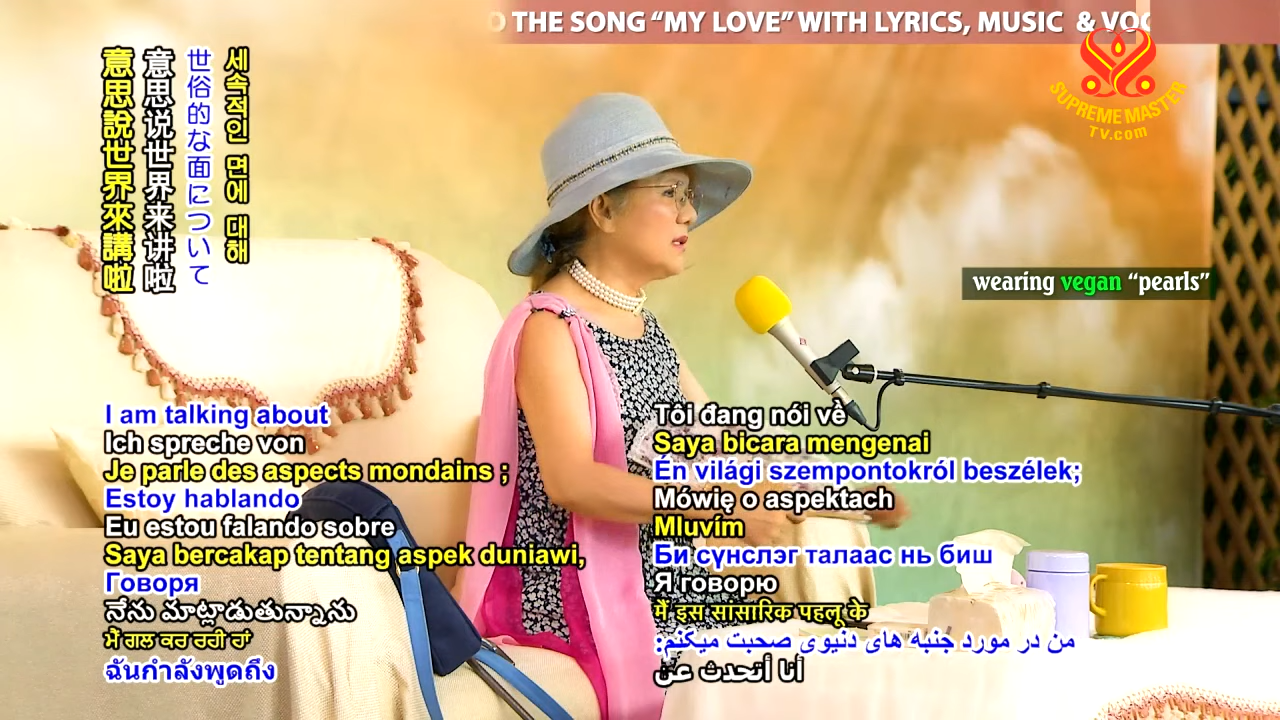 O THE SONG “MY LOVE” WITH LYRICS, MUSIC & VOC
SUPREME MASTER
TV.com
意思說世界來講啦
意思说世界来讲啦
世俗的な面について
세속적인 면에 대해
wearing vegan “pearls”
I am talking about
Ich spreche von
Je parle des aspects mondains ;
Estoy hablando
Eu estou falando sobre
Saya bercakap tentang aspek duniawi,
Говоря
నేను మాట్లాడుతున్నాను
ਮੈਂ ਗਲ ਕਰ ਰਹੀ ਹਾਂ
ฉันกำลังพูดถึง
Tôi đang nói về
Saya bicara mengenai
Én világi szempontokról beszélek;
Mówię o aspektach
Mluvím
Би сүнслэг талаас нь биш
Я говорю
मैं इस सांसारिक पहलू के
من در مورد جنبه های دنیوی صحبت میکنم:
أنا أتحدث عن